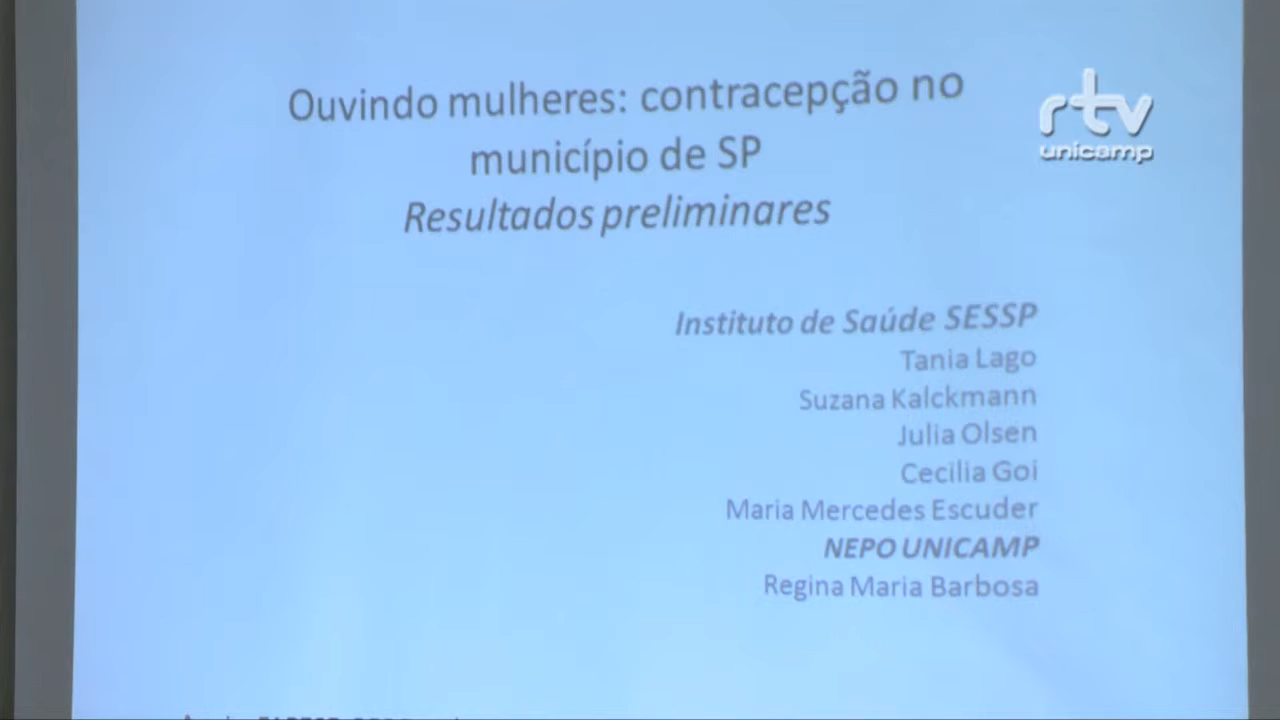 Ouvindo mulheres: contracepção no
município de SP
Resultados preliminares
rtv
unicamp
Instituto de Saúde SESSP
Tania Lago
Suzana Kalckmann
Julia Olsen
Cecilia Goi
Maria Mercedes Escuder
NEPO UNICAMP
Regina Maria Barbosa